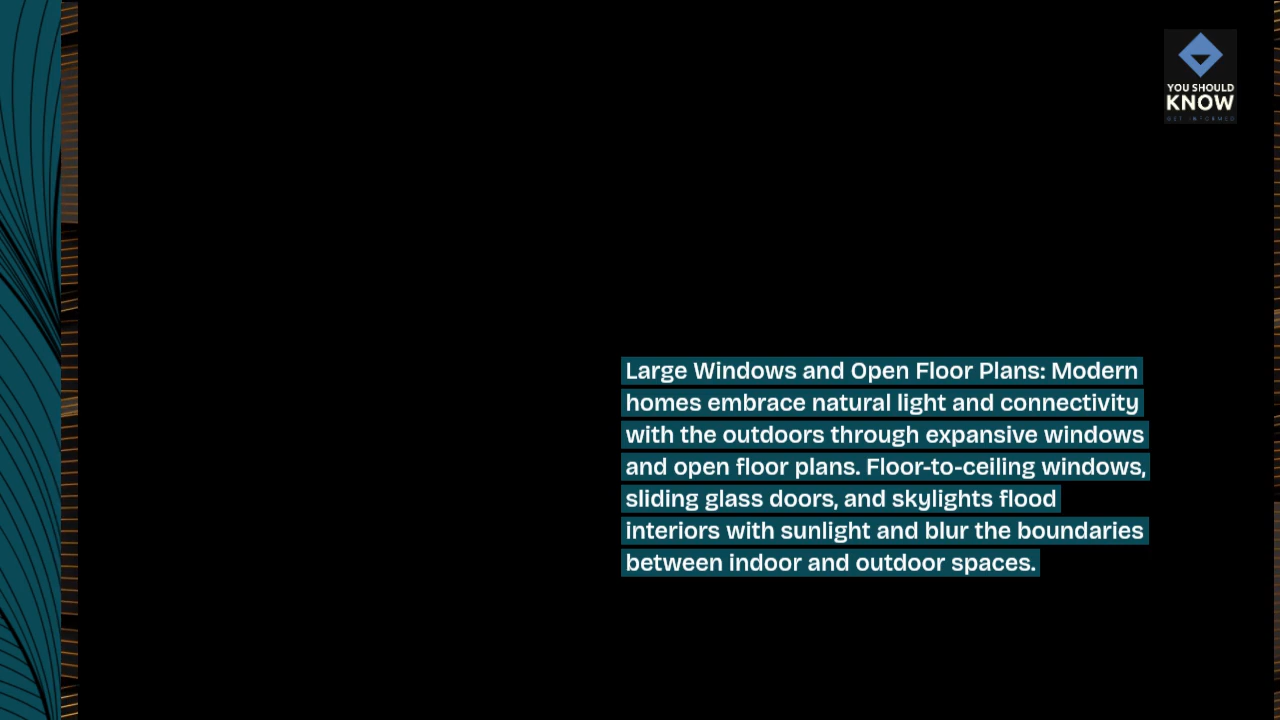 YOU SHOULD
KNOW
GET INFORMED
Large Windows and Open Floor Plans: Modern
homes embrace natural light and connectivity
with the outdoors through expansive windows
and open floor plans. Floor-to-ceiling windows,
sliding glass doors, and skylights flood
interiors with sunlight and blur the boundaries
between indoor and outdoor spaces.